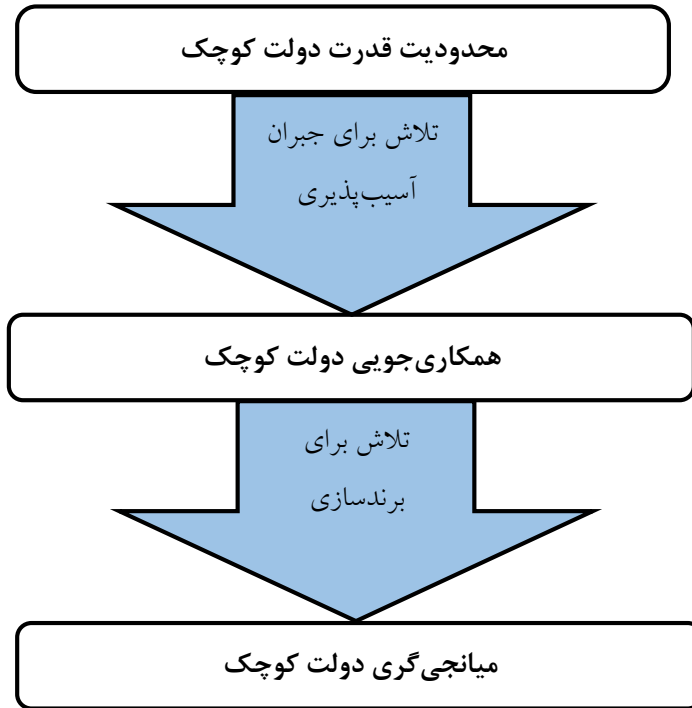 محدودیت قدرت دولت کوچک
تلاش برای جبران
آسیب‌پذیری
همکاری‌جویی دولت کوچک
تلاش برای
برندسازی
میانجی‌گری دولت کوچک